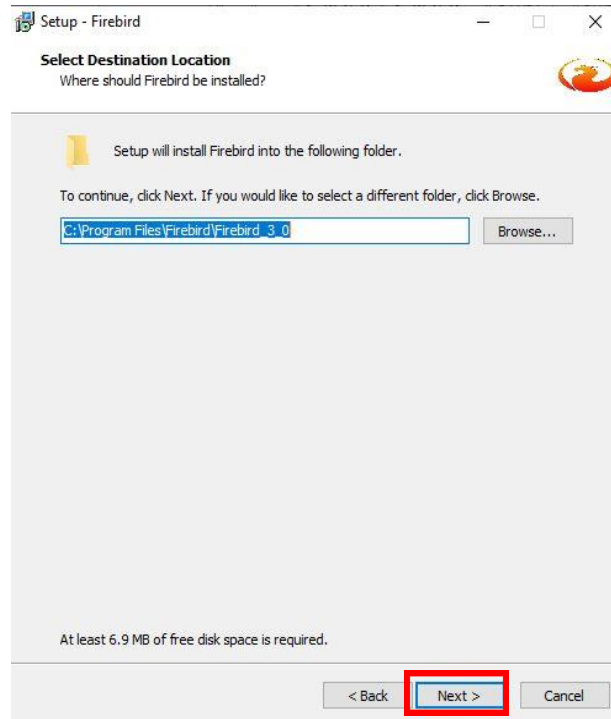 Setup - Firebird
Select Destination Location
Where should Firebird be installed?
Setup will install Firebird into the following folder.
To continue, click Next. If you would like to select a different folder, click Browse.
C:\Program Files\Firebird\Firebird_3_0
Browse...
At least 6.9 MB of free disk space is required.
< Back
Next >
Cancel